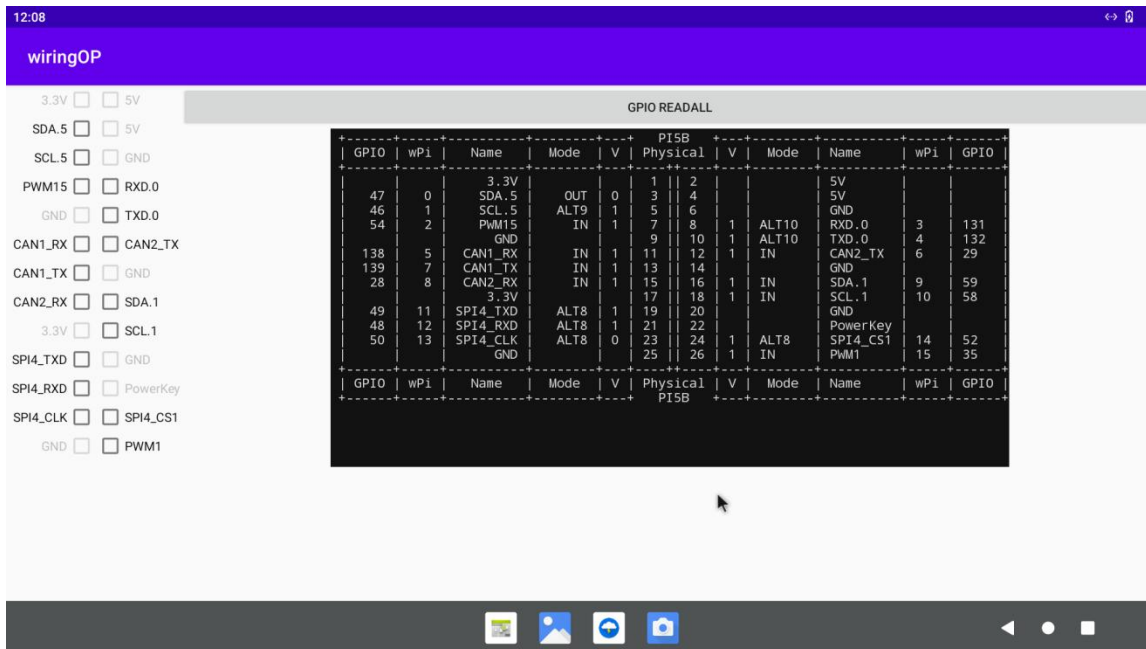 12:08
wiringOP
3.3V 5V
SDA.5 5V
SCL.5 GND
PWM15 RXD.0
GND TXD.0
CAN1_RX CAN2_TX
CAN1_TX GND
CAN2_RX SDA.1
3.3V SCL.1
SPI4_TXD GND
SPI4_RXD PowerKey
SPI4_CLK SPI4_CS1
GND PWM1
GPIO READALL
+------+-----+----------+--------+---+   PI5B   +---+--------+----------+-----+------+
| GPIO | wPi |   Name   |  Mode  | V | Physical | V |  Mode  | Name     | wPi | GPIO |
+------+-----+----------+--------+---+----++----+---+--------+----------+-----+------+
|      |     |     3.3V |        |   |  1 || 2  |   |        | 5V       |     |      |
|   47 |   0 |    SDA.5 |    OUT | 0 |  3 || 4  |   |        | 5V       |     |      |
|   46 |   1 |    SCL.5 |   ALT9 | 1 |  5 || 6  |   |        | GND      |     |      |
|   54 |   2 |    PWM15 |     IN | 1 |  7 || 8  | 1 | ALT10  | RXD.0    | 3   | 131  |
|      |     |      GND |        |   |  9 || 10 | 1 | ALT10  | TXD.0    | 4   | 132  |
|  138 |   5 |  CAN1_RX |     IN | 1 | 11 || 12 | 1 | IN     | CAN2_TX  | 6   | 29   |
|  139 |   7 |  CAN1_TX |     IN | 1 | 13 || 14 |   |        | GND      |     |      |
|   28 |   8 |  CAN2_RX |     IN | 1 | 15 || 16 | 1 | IN     | SDA.1    | 9   | 59   |
|      |     |     3.3V |        |   | 17 || 18 | 1 | IN     | SCL.1    | 10  | 58   |
|   49 |  11 | SPI4_TXD |   ALT8 | 1 | 19 || 20 |   |        | GND      |     |      |
|   48 |  12 | SPI4_RXD |   ALT8 | 1 | 21 || 22 |   |        | PowerKey |     |      |
|   50 |  13 | SPI4_CLK |   ALT8 | 0 | 23 || 24 | 1 | ALT8   | SPI4_CS1 | 14  | 52   |
|      |     |      GND |        |   | 25 || 26 | 1 | IN     | PWM1     | 15  | 35   |
+------+-----+----------+--------+---+----++----+---+--------+----------+-----+------+
| GPIO | wPi |   Name   |  Mode  | V | Physical | V |  Mode  | Name     | wPi | GPIO |
+------+-----+----------+--------+---+   PI5B   +---+--------+----------+-----+------+